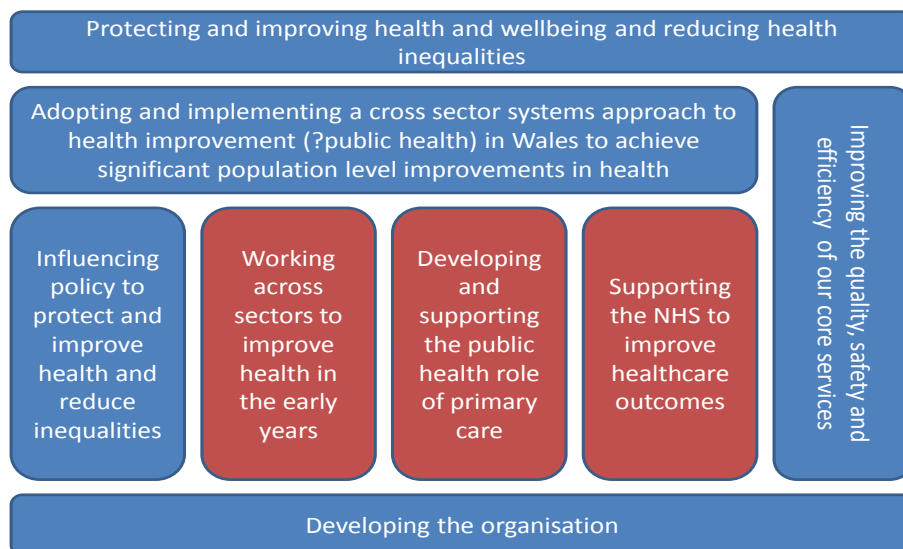 Protecting and improving health and wellbeing and reducing health
inequalities
Adopting and implementing a cross sector systems approach to
health improvement (?public health) in Wales to achieve
significant population level improvements in health
Influencing
policy to
protect and
improve
health and
reduce
inequalities
Working
across
sectors to
improve
health in
the early
years
Developing
and
supporting
the public
health role
of primary
care
Supporting
the NHS to
improve
healthcare
outcomes
Improving the quality, safety and
efficiency of our core services
Developing the organisation